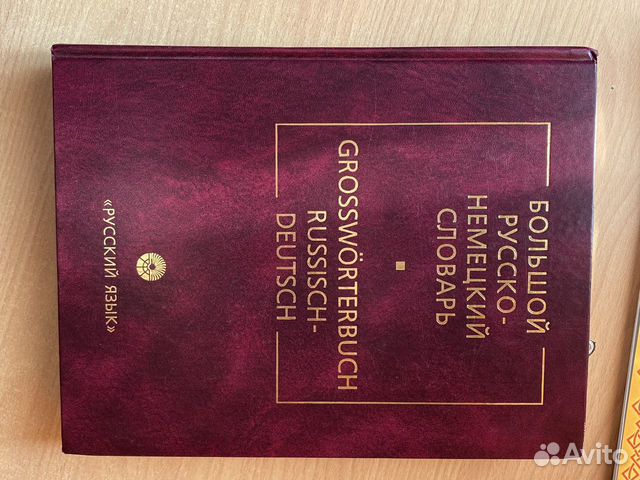 БОЛЬШОЙ
РУССКО-
НЕМЕЦКИЙ
СЛОВАРЬ
GROSSWÖRTERBUCH
RUSSISCH-
DEUTSCH
«РУССКИЙ ЯЗЫК»
Avito